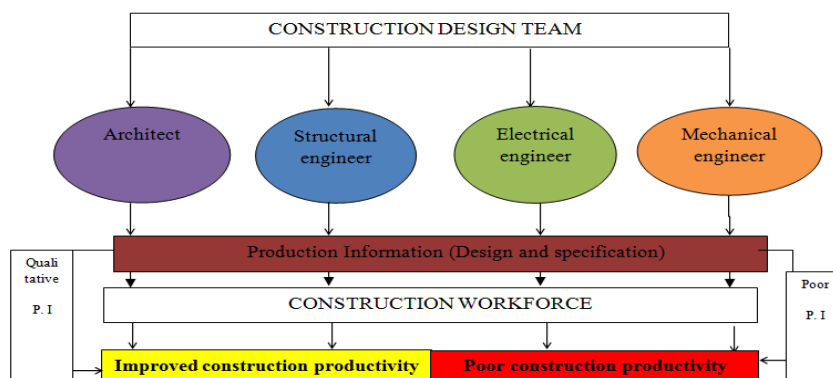 CONSTRUCTION DESIGN TEAM
Architect
Structural
engineer
Electrical
engineer
Mechanical
engineer
Production Information (Design and specification)
Quali
tative
P. I
Poor
P. I
CONSTRUCTION WORKFORCE
Improved construction productivity
Poor construction productivity